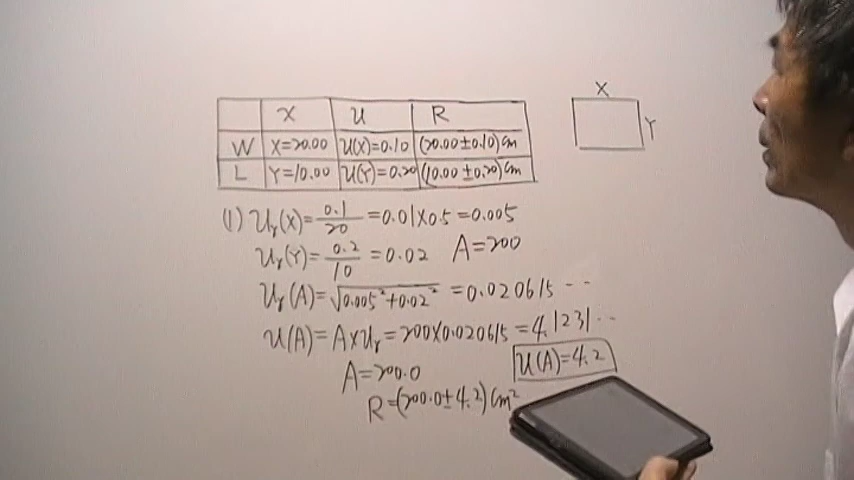 X
x u R
W X=20.00 u(X)=0.10 (20.00±0.10)cm
Y
L Y=10.00 u(Y)=0.20 (10.00±0.20)cm
(1) ur(X)=0.1/20=0.01×0.5=0.005
ur(Y)=0.2/10=0.02 A=200
ur(A)=√0.005²+0.02²=0.020615···
u(A)=A×ur=200×0.020615=4.1231···
u(A)=4.2
A=200.0
R=(200.0±4.2)cm²